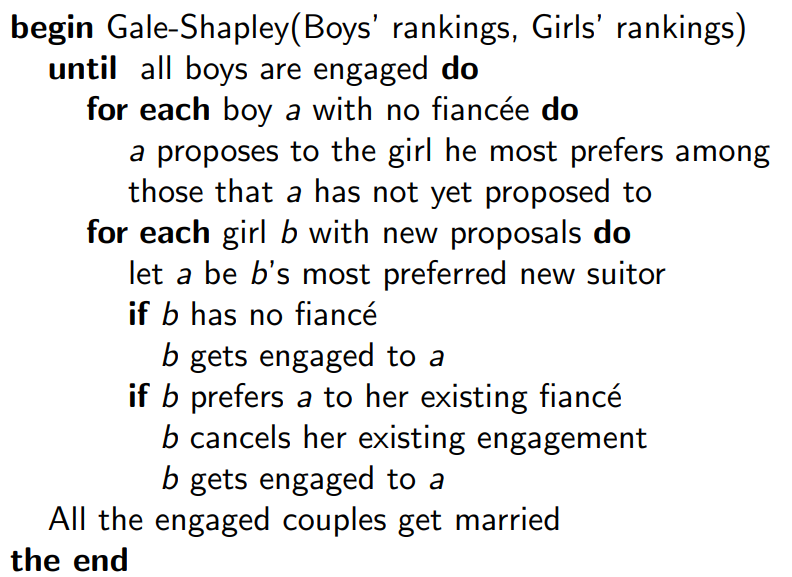 begin Gale-Shapley(Boys' rankings, Girls' rankings)
until all boys are engaged do
for each boy a with no fiancée do
a proposes to the girl he most prefers among
those that a has not yet proposed to
for each girl b with new proposals do
let a be b's most preferred new suitor
if b has no fiancé
b gets engaged to a
if b prefers a to her existing fiancé
b cancels her existing engagement
b gets engaged to a
All the engaged couples get married
the end